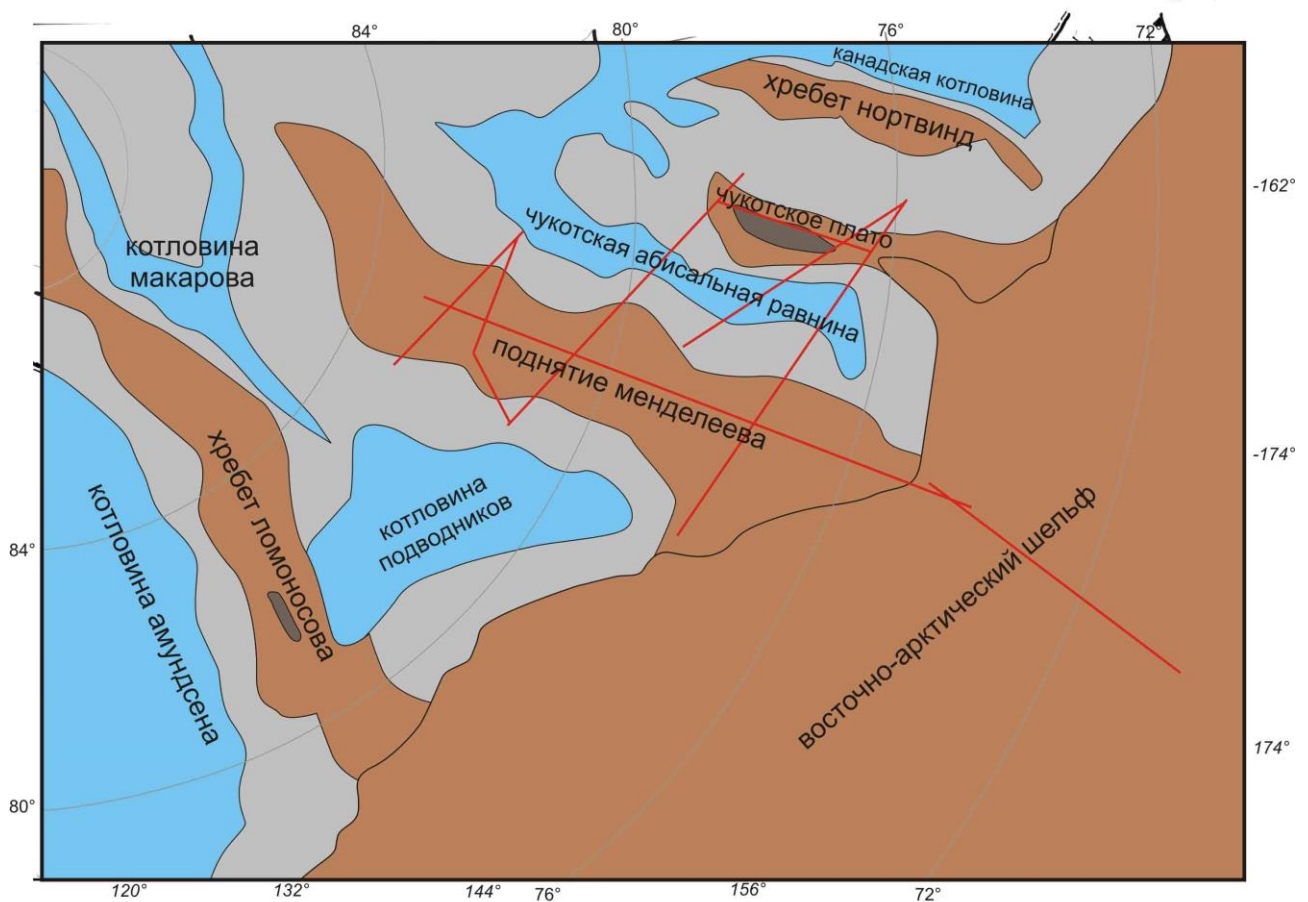 84°
80°
76°
72°
канадская котловина
хребет нортвинд
-162°
чукотское плато
чукотская абисальная равнина
котловина
макарова
поднятие менделеева
-174°
хребет ломоносова
котловина
подводников
котловина амундсена
восточно-арктический шельф
84°
174°
80°
120°
132°
144°
76°
156°
72°